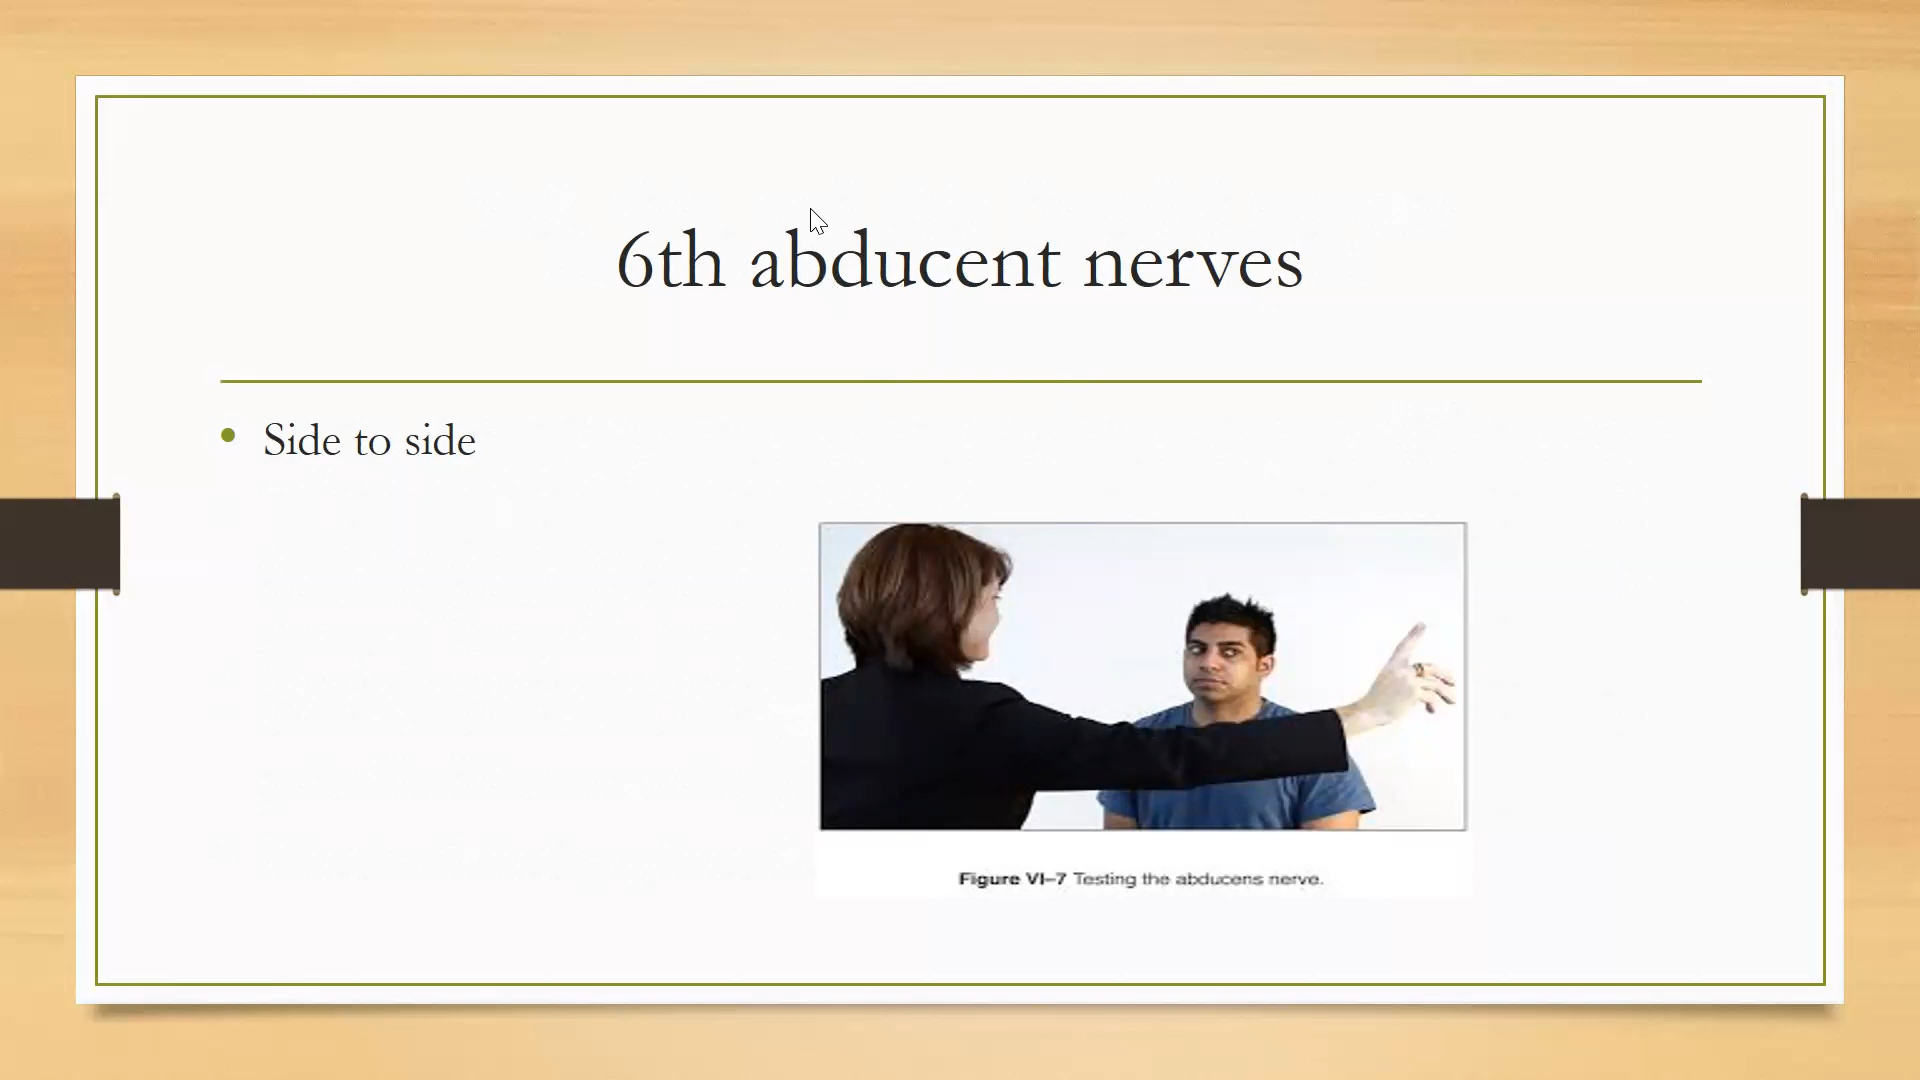 6th abducent nerves
Side to side
Figure VI–7 Testing the abducens nerve.